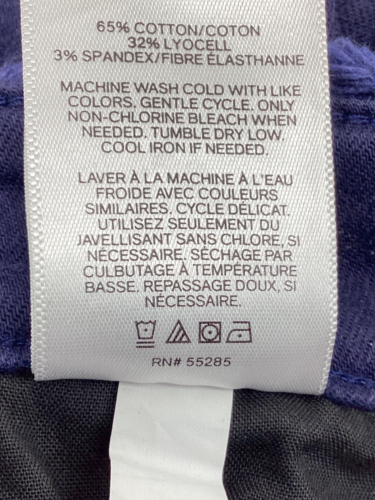 65% COTTON/COTON
32% LYOCELL
3% SPANDEX/FIBRE ÉLASTHANNE
MACHINE WASH COLD WITH LIKE
COLORS. GENTLE CYCLE. ONLY
NON-CHLORINE BLEACH WHEN
NEEDED. TUMBLE DRY LOW.
COOL IRON IF NEEDED.
LAVER À LA MACHINE À L'EAU
FROIDE AVEC COULEURS
SIMILAIRES. CYCLE DÉLICAT.
UTILISEZ SEULEMENT DU
JAVELLISANT SANS CHLORE, SI
NÉCESSAIRE. SÉCHAGE PAR
CULBUTAGE À TEMPÉRATURE
BASSE. REPASSAGE DOUX, SI
NÉCESSAIRE.
RN# 55285